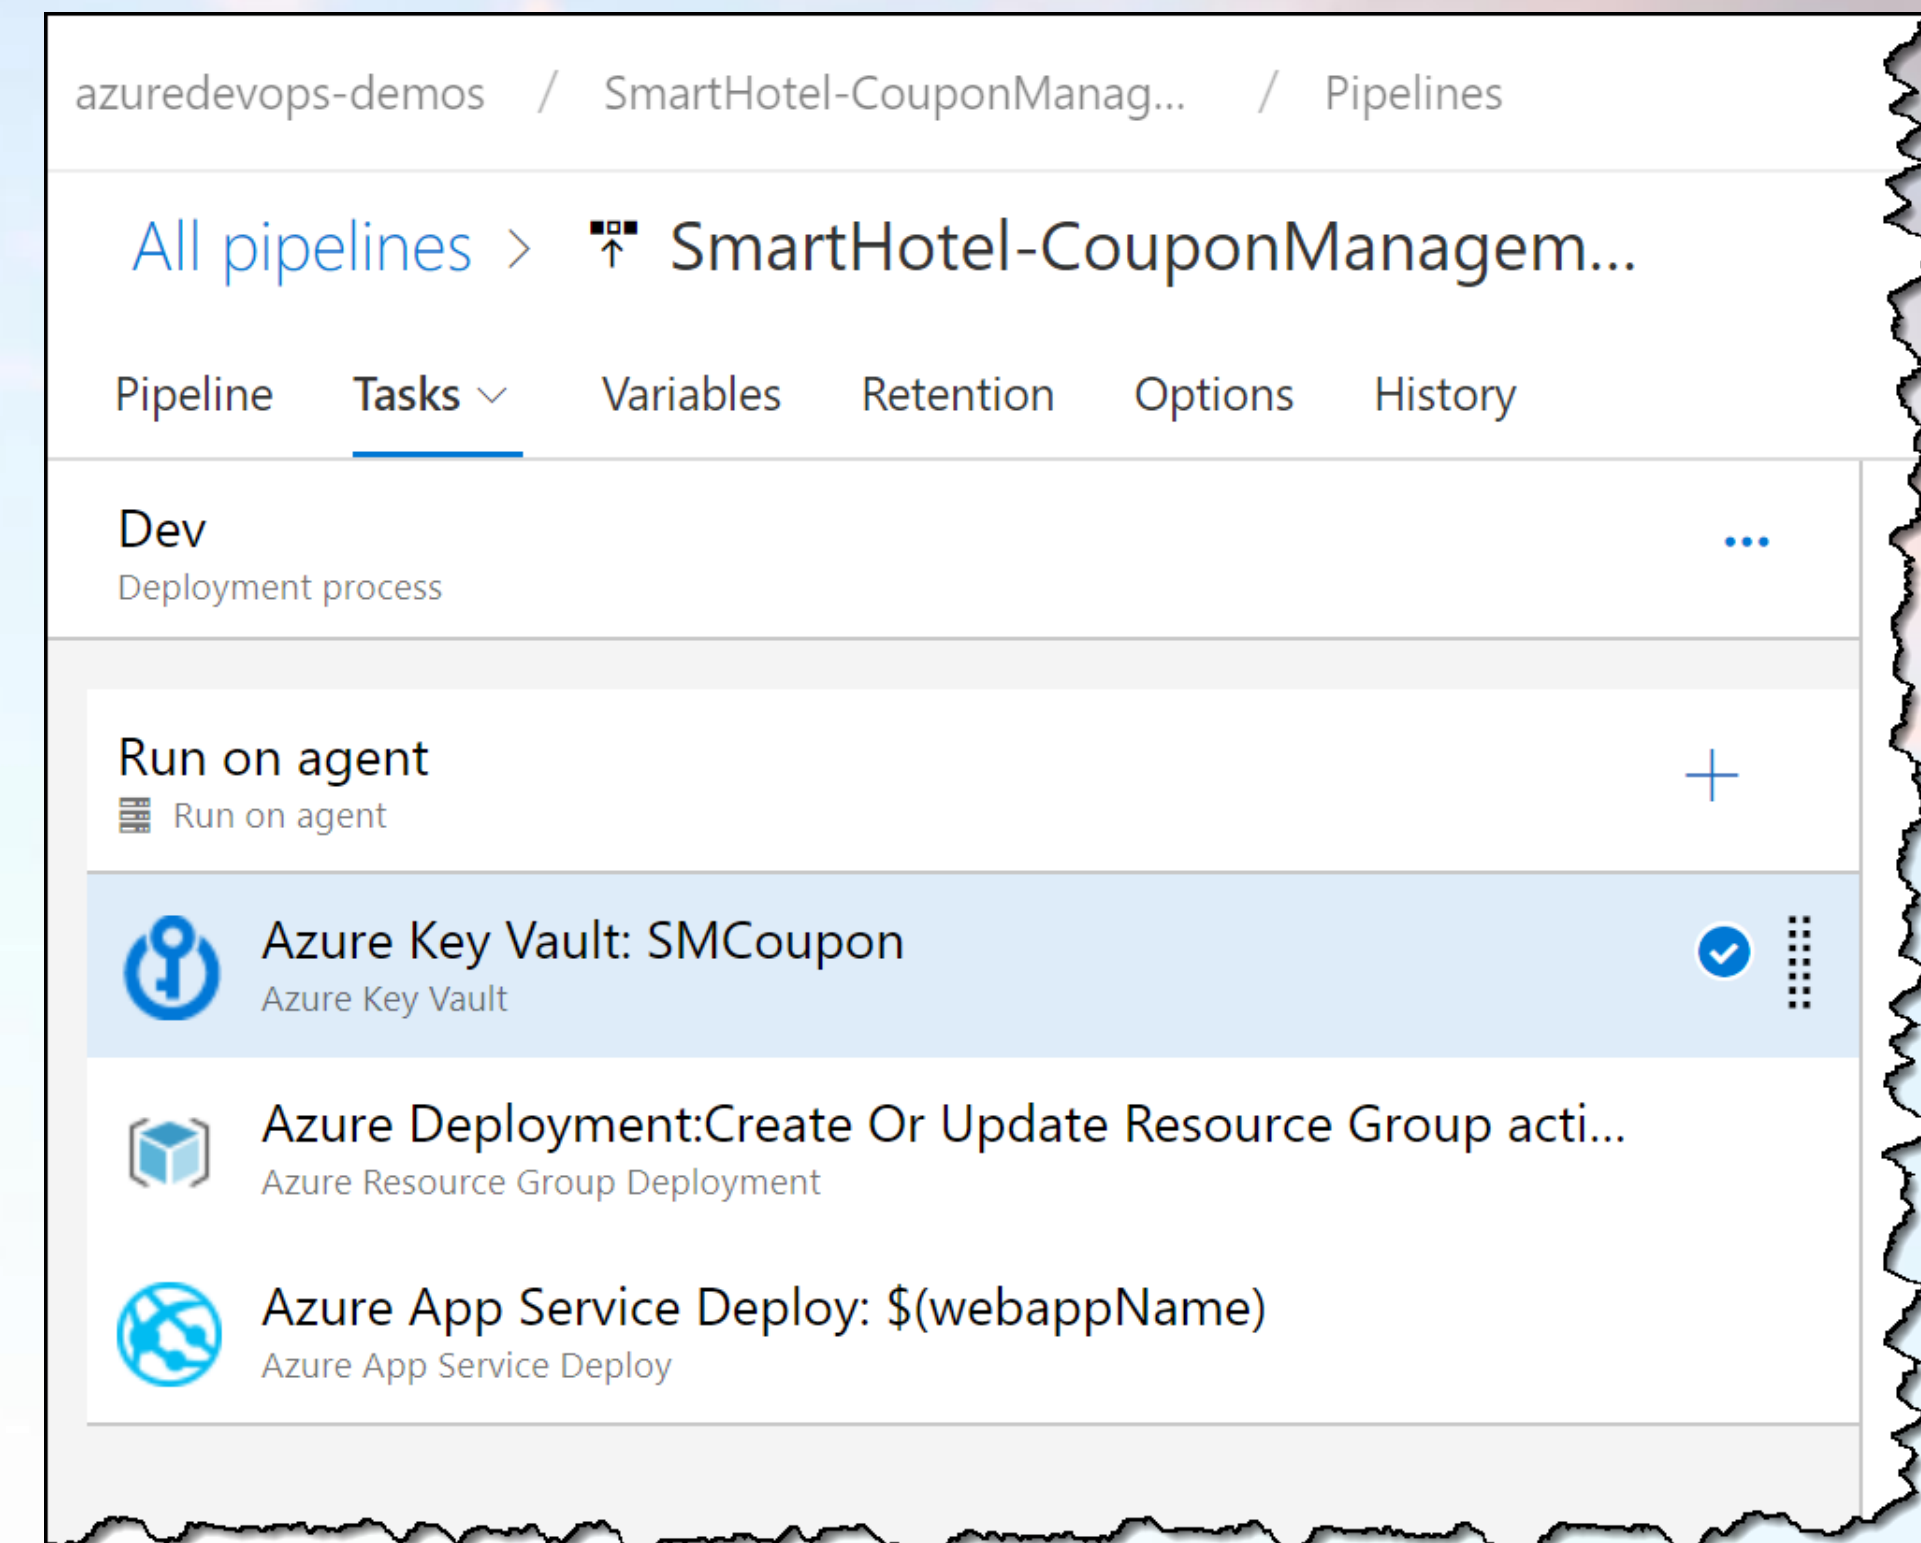 azuredevops-demos / SmartHotel-CouponManag... / Pipelines
All pipelines > SmartHotel-CouponManagem...
Pipeline Tasks Variables Retention Options History
Dev
Deployment process
Run on agent
Run on agent
Azure Key Vault: SMCoupon
Azure Key Vault
Azure Deployment:Create Or Update Resource Group acti...
Azure Resource Group Deployment
Azure App Service Deploy: $(webappName)
Azure App Service Deploy